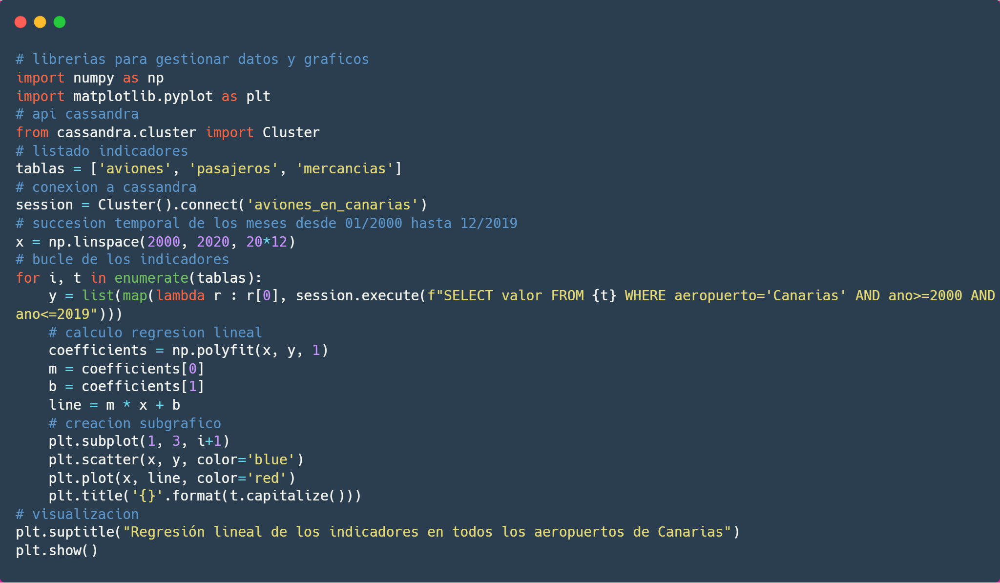 # librerias para gestionar datos y graficos
import numpy as np
import matplotlib.pyplot as plt
# api cassandra
from cassandra.cluster import Cluster
# listado indicadores
tablas = ['aviones', 'pasajeros', 'mercancias']
# conexion a cassandra
session = Cluster().connect('aviones_en_canarias')
# succesion temporal de los meses desde 01/2000 hasta 12/2019
x = np.linspace(2000, 2020, 20*12)
# bucle de los indicadores
for i, t in enumerate(tablas):
    y = list(map(lambda r : r[0], session.execute(f"SELECT valor FROM {t} WHERE aeropuerto='Canarias' AND ano>=2000 AND
ano<=2019")))
    # calculo regresion lineal
    coefficients = np.polyfit(x, y, 1)
    m = coefficients[0]
    b = coefficients[1]
    line = m * x + b
    # creacion subgrafico
    plt.subplot(1, 3, i+1)
    plt.scatter(x, y, color='blue')
    plt.plot(x, line, color='red')
    plt.title('{}'.format(t.capitalize()))
# visualizacion
plt.suptitle("Regresión lineal de los indicadores en todos los aeropuertos de Canarias")
plt.show()